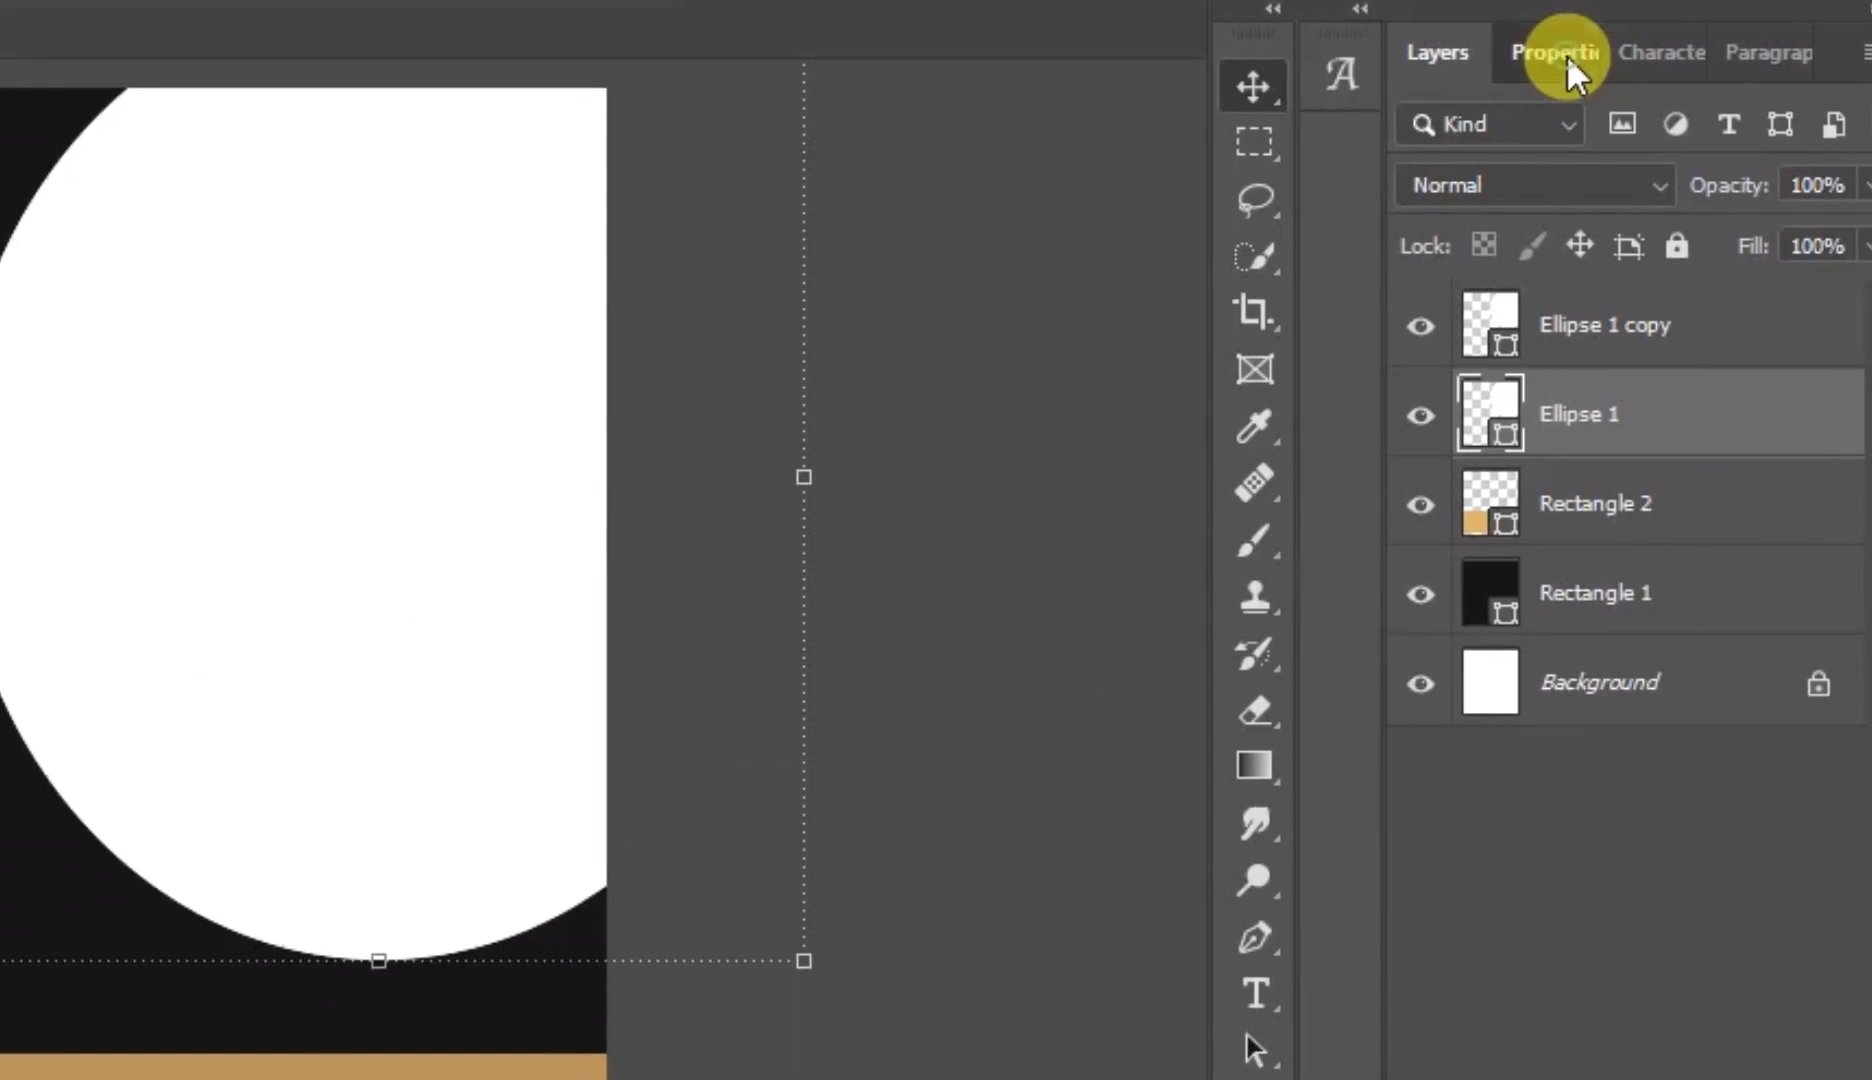 Layers Properti Characte Paragrap
Kind
Normal Opacity: 100%
Lock: Fill: 100%
Ellipse 1 copy
Ellipse 1
Rectangle 2
Rectangle 1
Background